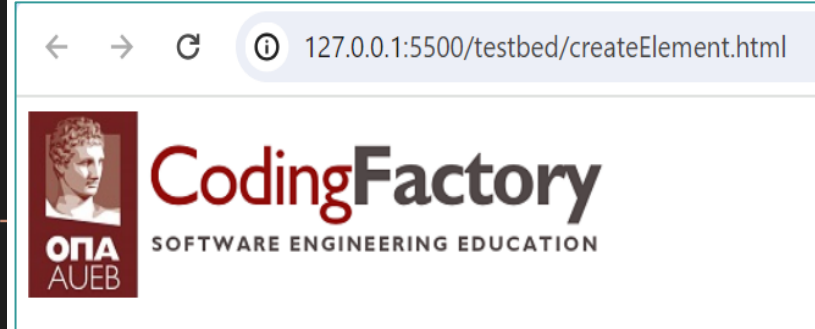 127.0.0.1:5500/testbed/createElement.html
CodingFactory
SOFTWARE ENGINEERING EDUCATION
ΟΠΑ
AUEB